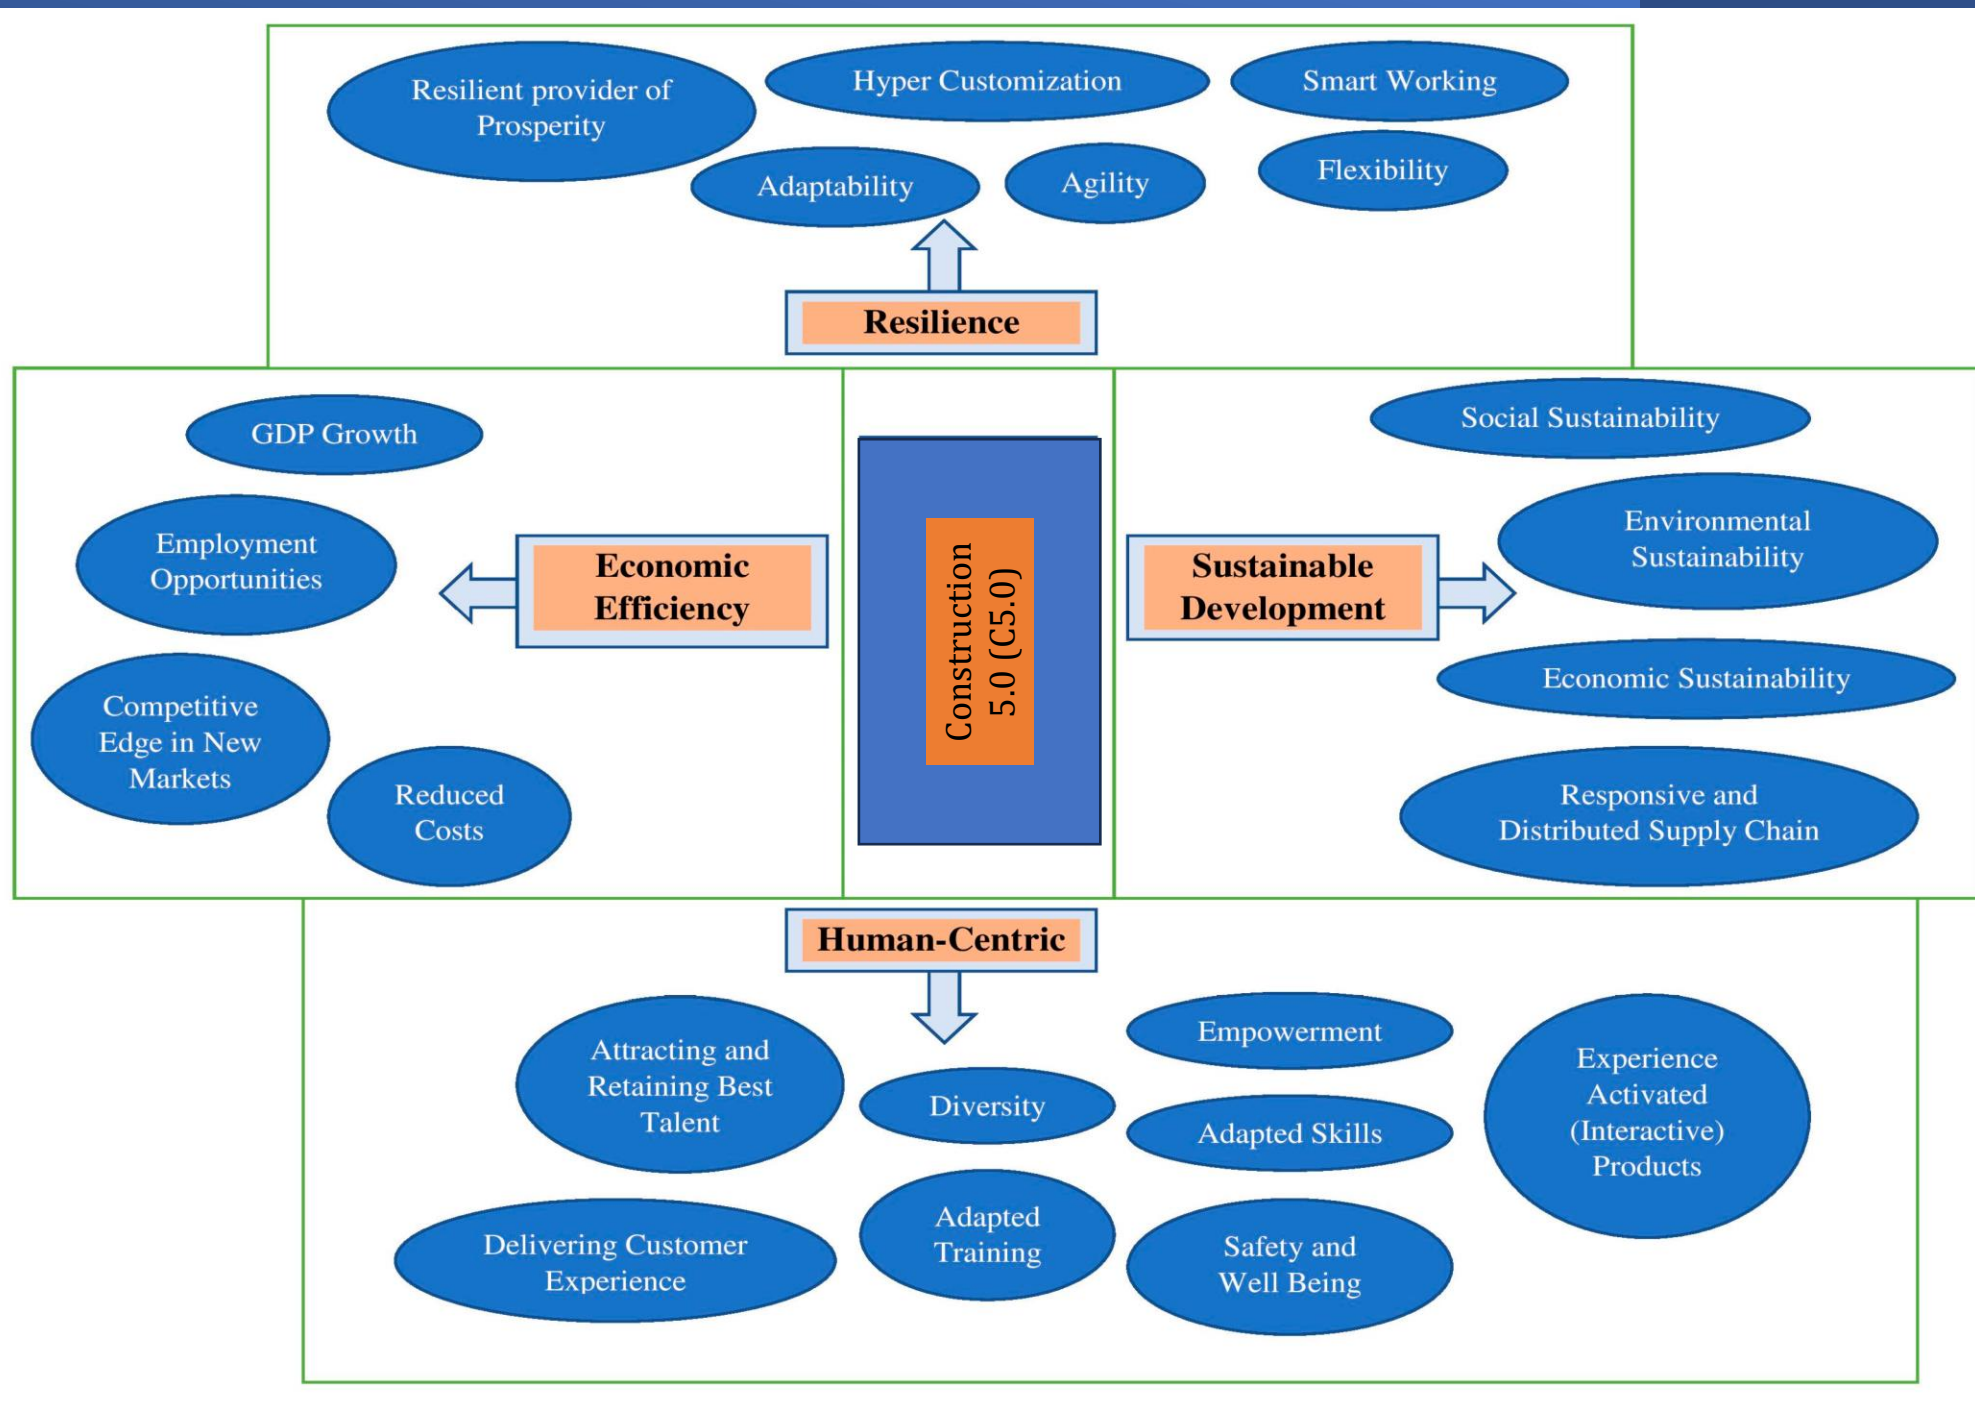 Resilient provider of
Prosperity
Hyper Customization
Smart Working
Adaptability
Agility
Flexibility
Resilience
GDP Growth
Employment
Opportunities
Economic
Efficiency
Competitive
Edge in New
Markets
Reduced
Costs
Construction
5.0 (C5.0)
Social Sustainability
Environmental
Sustainability
Sustainable
Development
Economic Sustainability
Responsive and
Distributed Supply Chain
Human-Centric
Attracting and
Retaining Best
Talent
Diversity
Empowerment
Adapted Skills
Experience
Activated
(Interactive)
Products
Delivering Customer
Experience
Adapted
Training
Safety and
Well Being